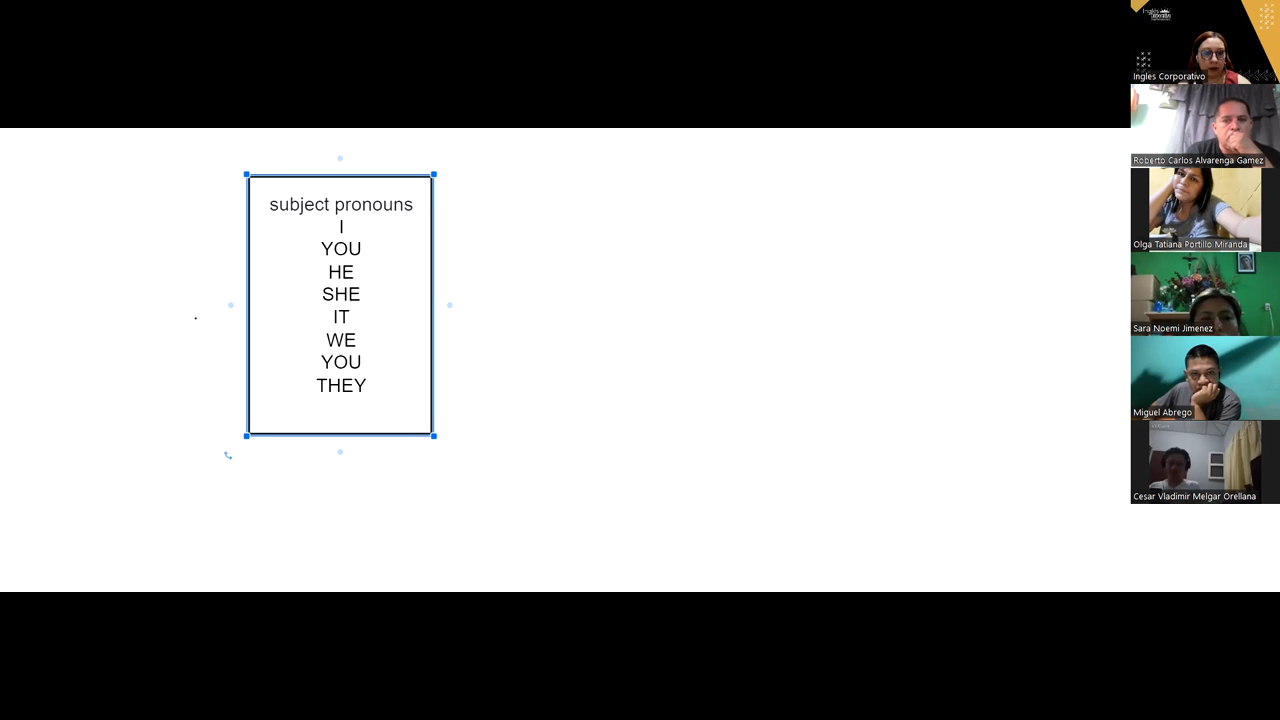 subject pronouns
I
YOU
HE
SHE
IT
WE
YOU
THEY
Ingles Corporativo
Roberto Carlos Alvarenga Gamez
Olga Tatiana Portillo Miranda
Sara Noemi Jimenez
Miguel Abrego
Cesar Vladimir Melgar Orellana